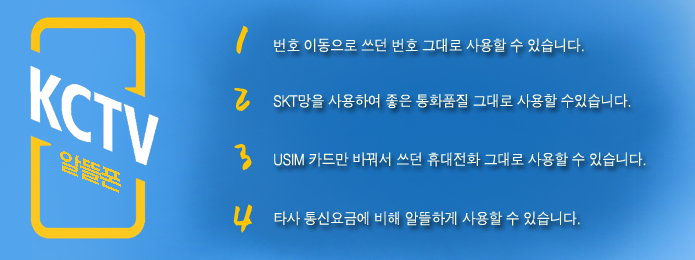 KCTV
알뜰폰
1 번호 이동으로 쓰던 번호 그대로 사용할 수 있습니다.
2 SKT망을 사용하여 좋은 통화품질 그대로 사용할 수있습니다.
3 USIM 카드만 바꿔서 쓰던 휴대전화 그대로 사용할 수 있습니다.
4 타사 통신요금에 비해 알뜰하게 사용할 수 있습니다.